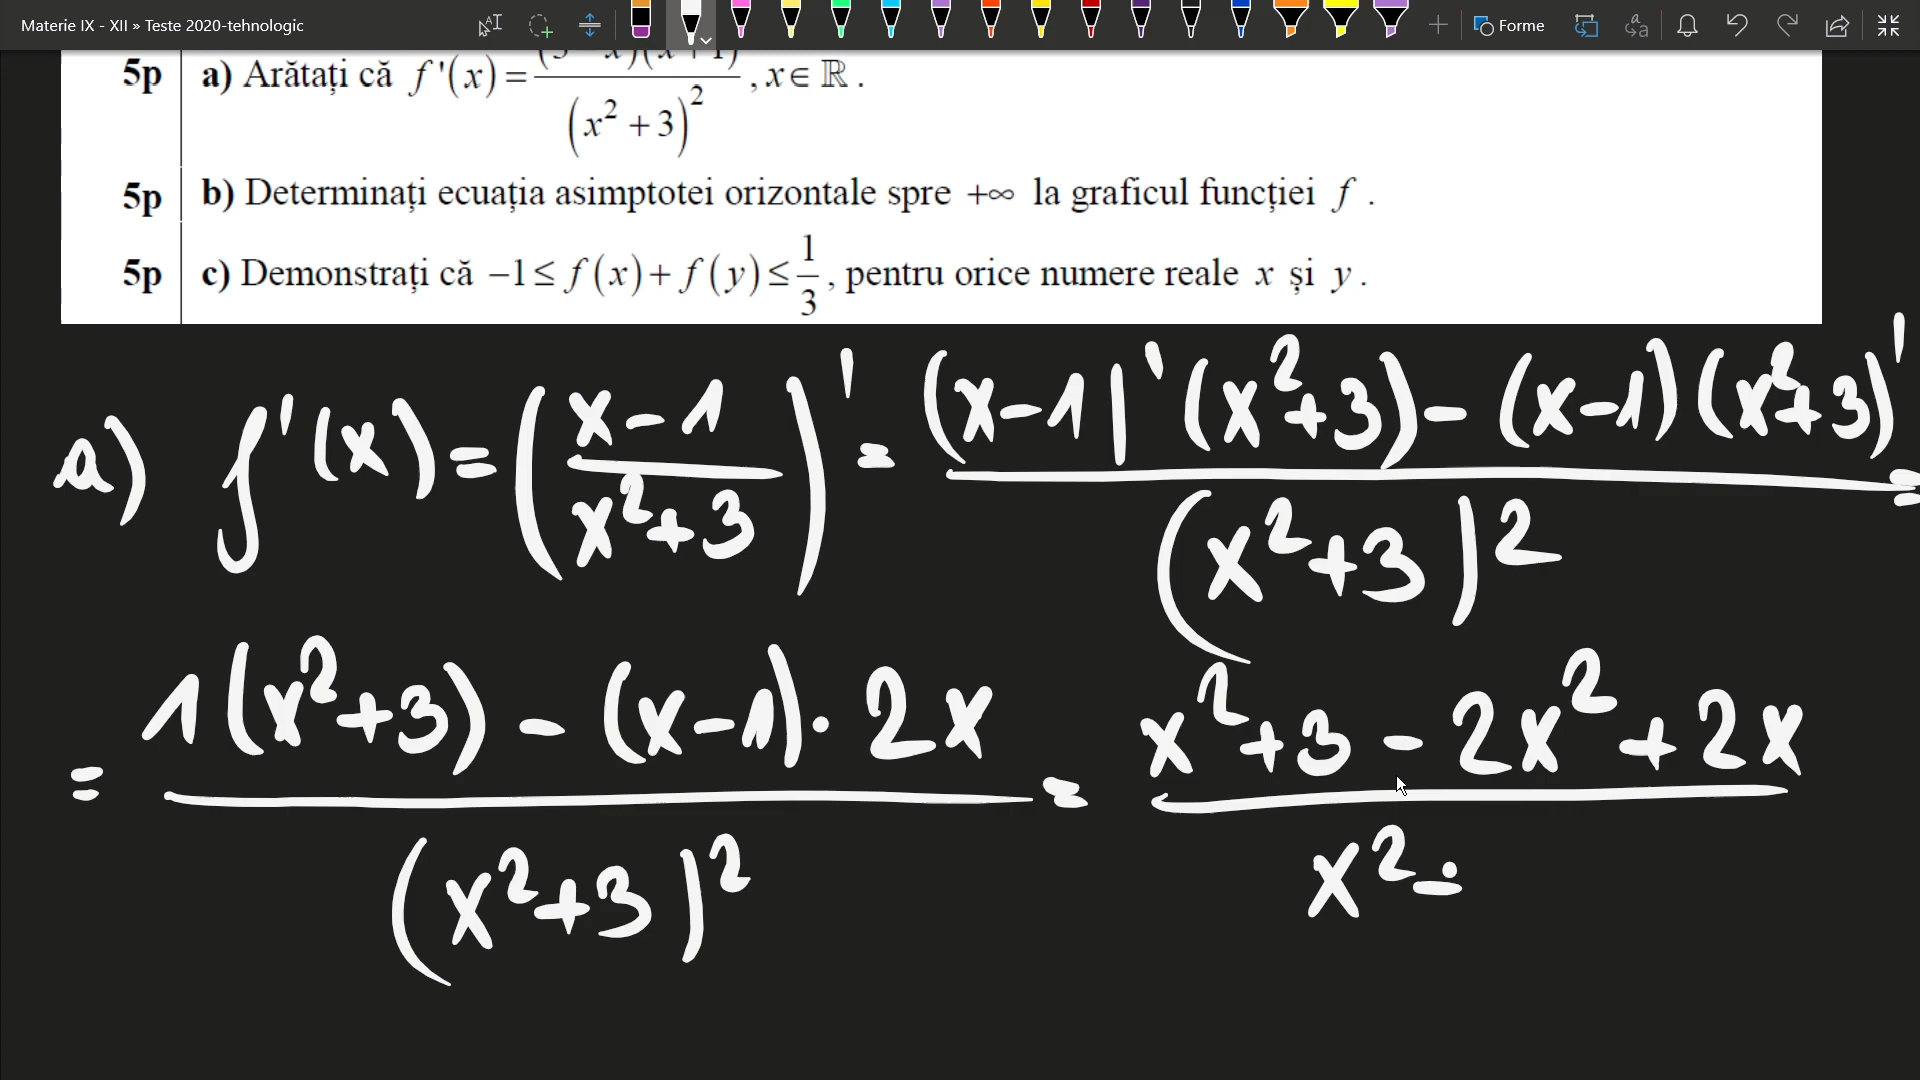 Materie IX - XII » Teste 2020-tehnologic
Forme
5p a) Arătați că f'(x) = (3 - x)(x + 1) / (x² + 3)², x ∈ ℝ.
5p b) Determinați ecuația asimptotei orizontale spre +∞ la graficul funcției f .
5p c) Demonstrați că -1 ≤ f(x) + f(y) ≤ 1/3, pentru orice numere reale x și y .
a) f'(x) = ( x-1 / x²+3 )' = (x-1)'(x²+3) - (x-1)(x²+3)' / (x²+3)² =
= 1(x²+3) - (x-1)·2x / (x²+3)² = x²+3 - 2x²+2x / x²